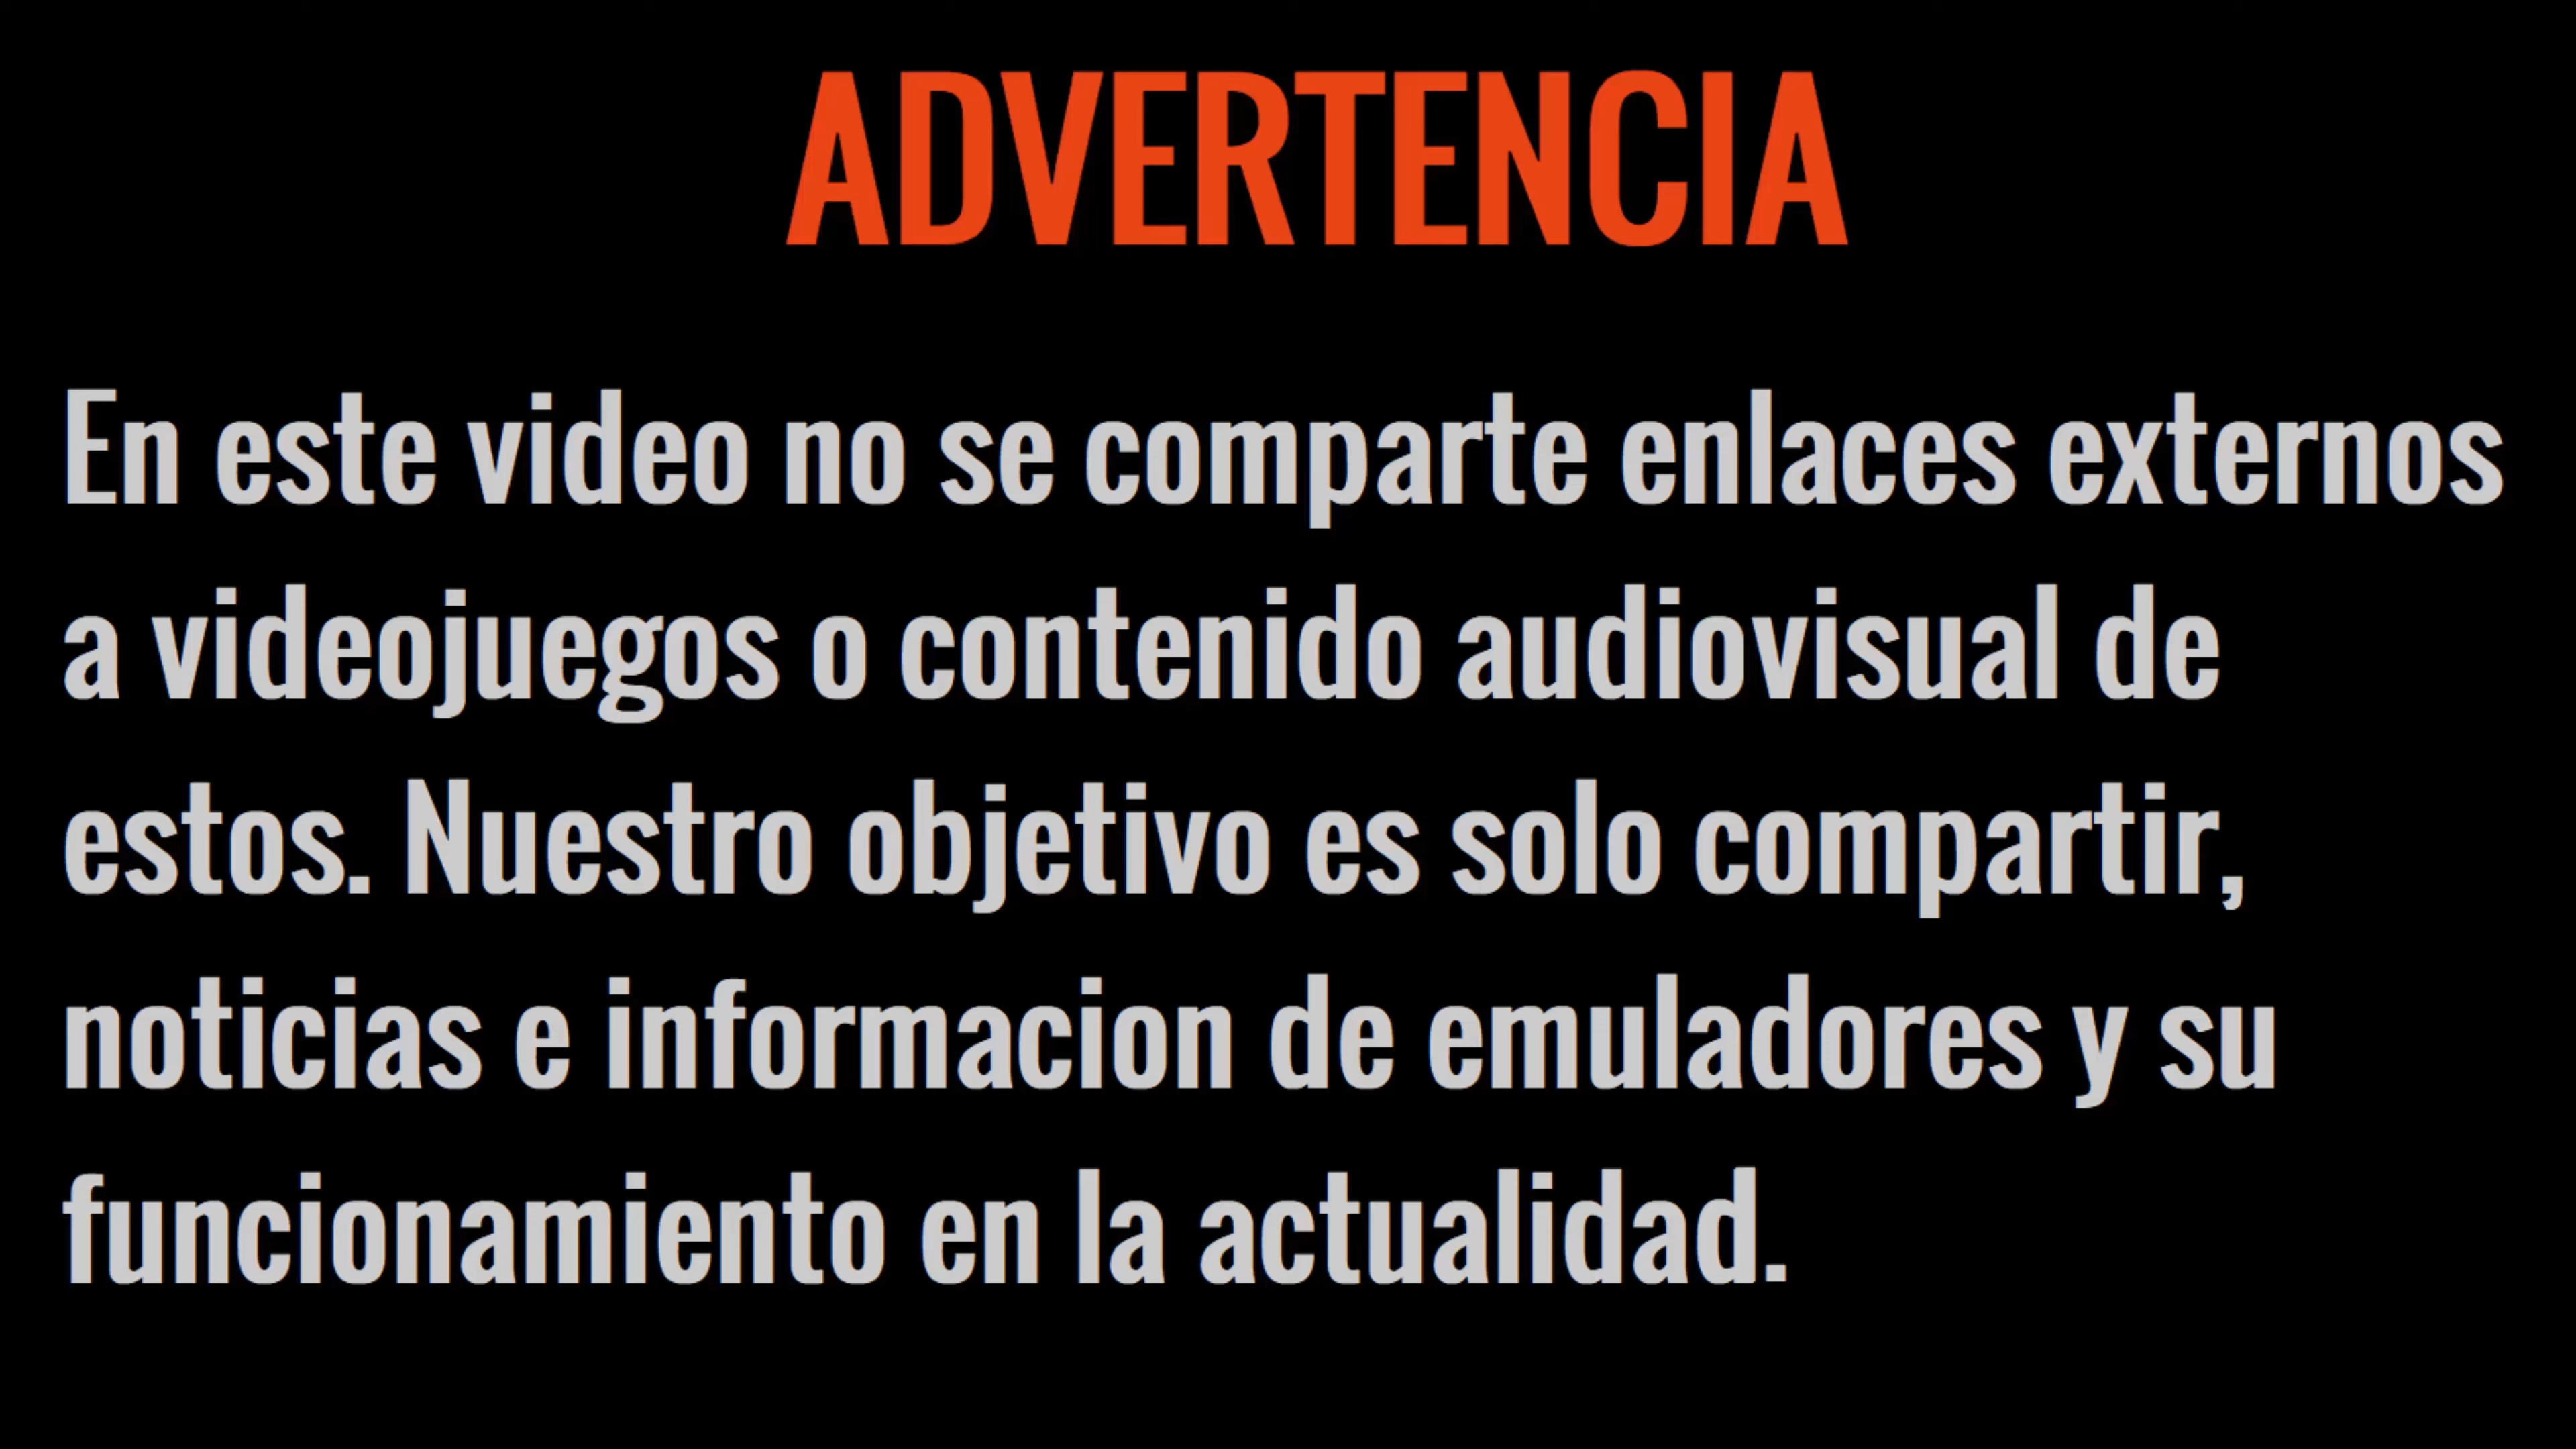 ADVERTENCIA
En este video no se comparte enlaces externos
a videojuegos o contenido audiovisual de
estos. Nuestro objetivo es solo compartir,
noticias e informacion de emuladores y su
funcionamiento en la actualidad.